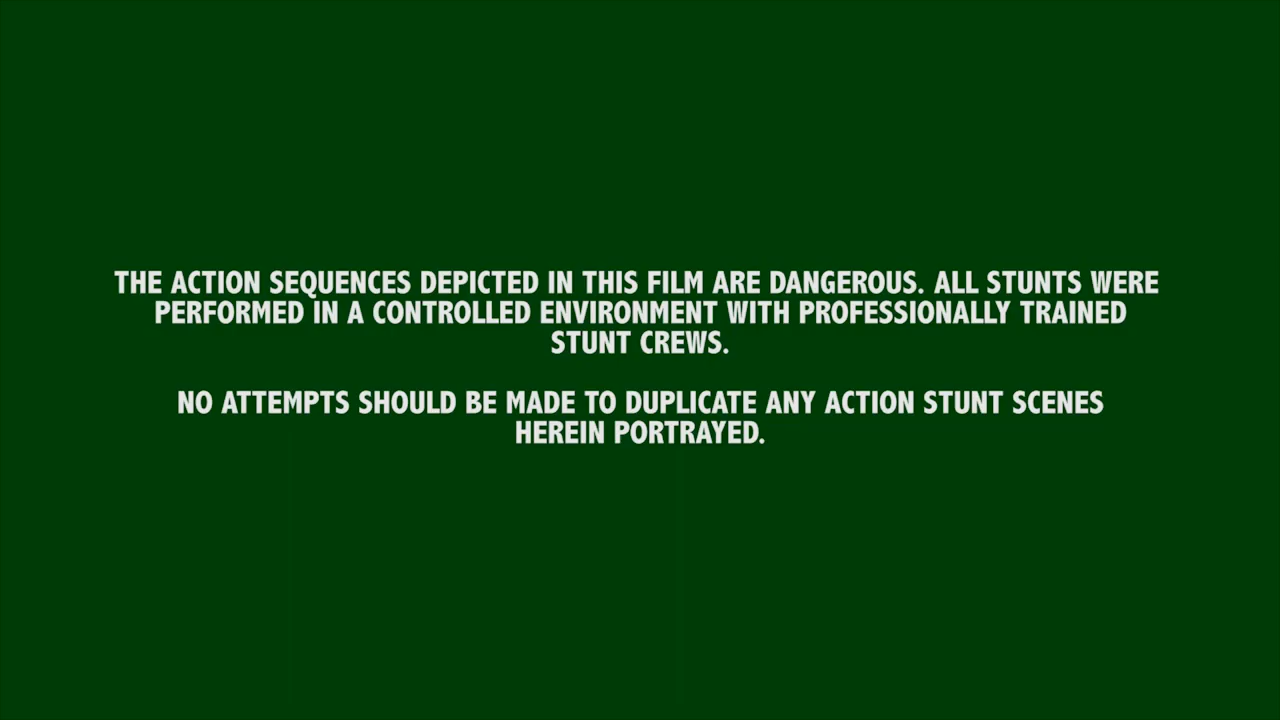 THE ACTION SEQUENCES DEPICTED IN THIS FILM ARE DANGEROUS. ALL STUNTS WERE
PERFORMED IN A CONTROLLED ENVIRONMENT WITH PROFESSIONALLY TRAINED
STUNT CREWS.
NO ATTEMPTS SHOULD BE MADE TO DUPLICATE ANY ACTION STUNT SCENES
HEREIN PORTRAYED.